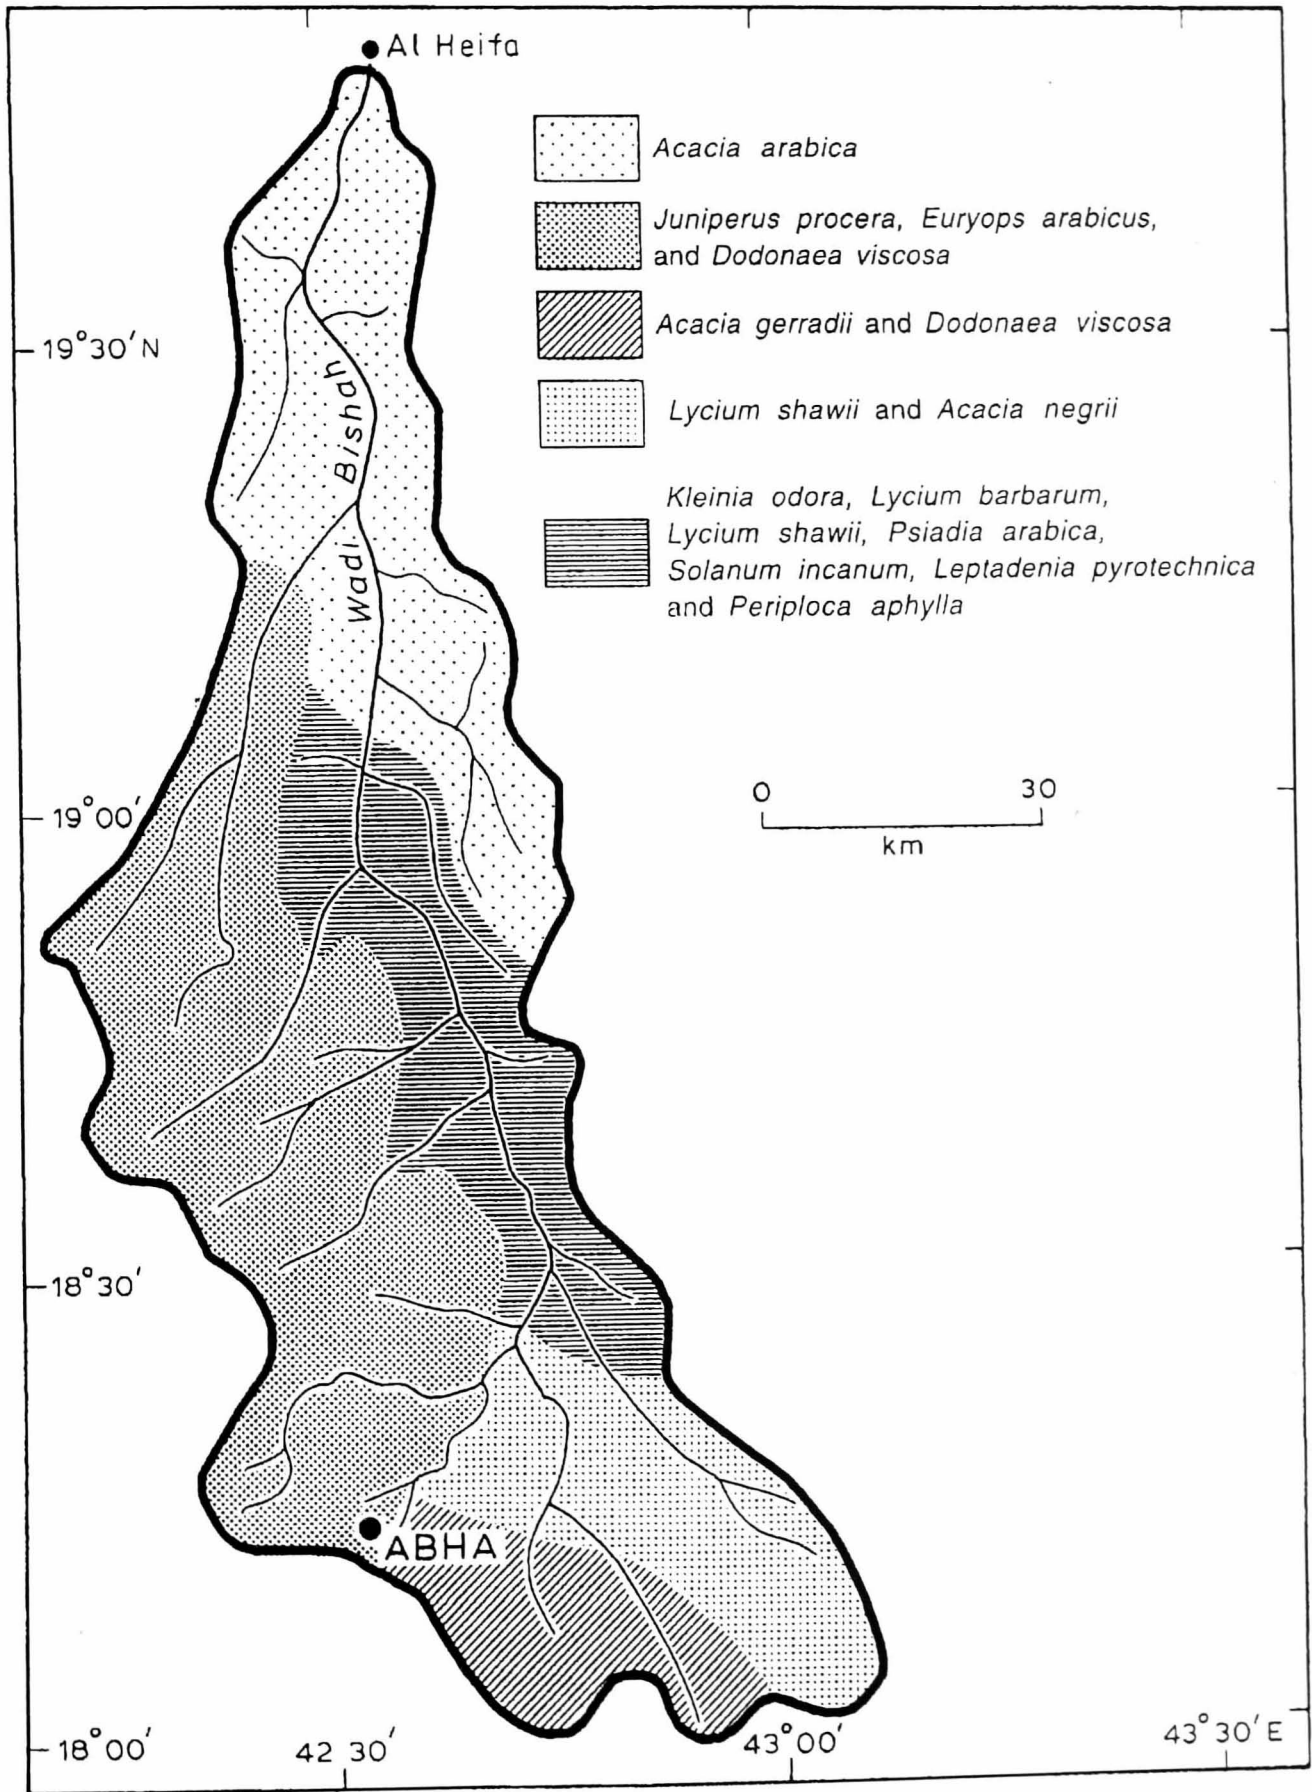 Al Heifa
Acacia arabica
Juniperus procera, Euryops arabicus,
and Dodonaea viscosa
19°30′N
Acacia gerradii and Dodonaea viscosa
Wadi Bishah
Lycium shawii and Acacia negrii
Kleinia odora, Lycium barbarum,
Lycium shawii, Psiadia arabica,
Solanum incanum, Leptadenia pyrotechnica
and Periploca aphylla
0 30
km
19°00′
18°30′
ABHA
18°00′
42 30′
43°00′
43°30′E